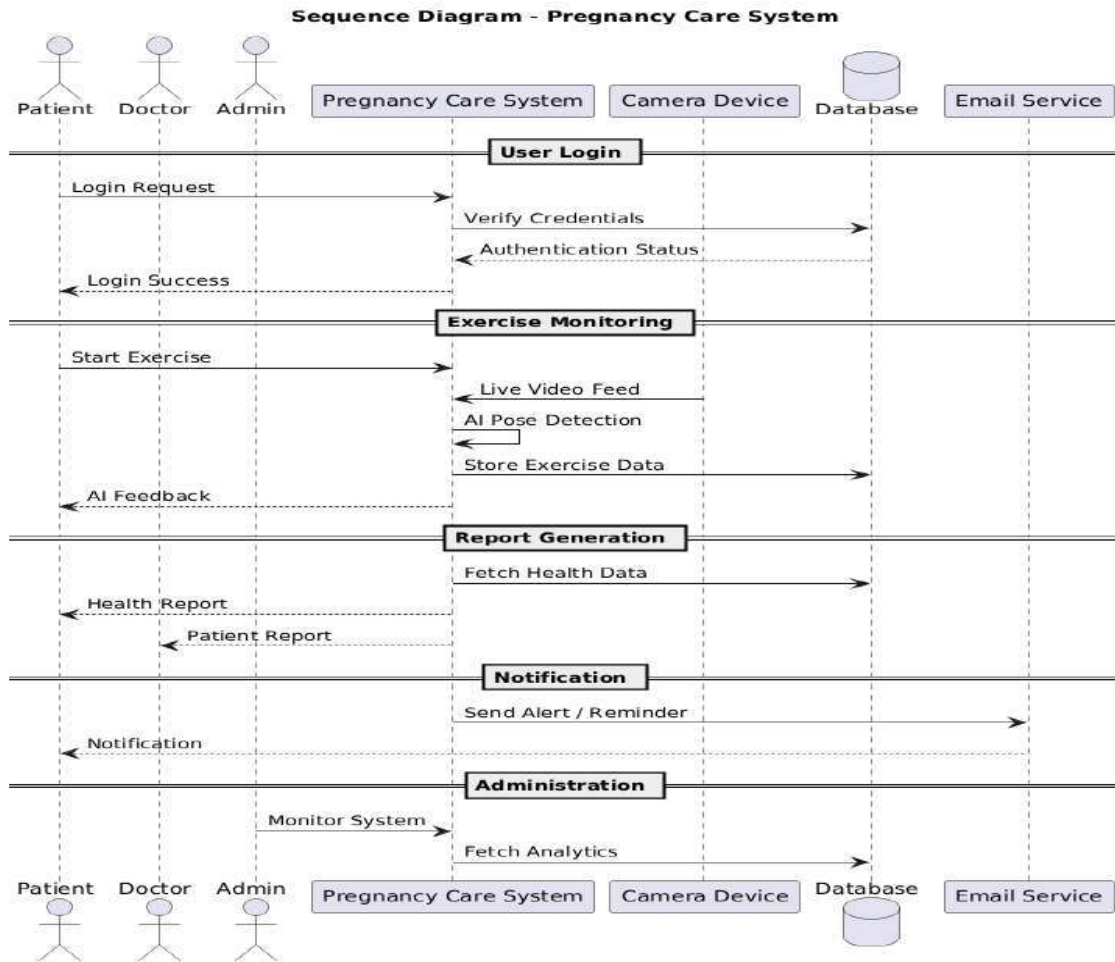 Sequence Diagram - Pregnancy Care System
Patient Doctor Admin Pregnancy Care System Camera Device Database Email Service
User Login
Login Request
Verify Credentials
Authentication Status
Login Success
Exercise Monitoring
Start Exercise
Live Video Feed
AI Pose Detection
Store Exercise Data
AI Feedback
Report Generation
Fetch Health Data
Health Report
Patient Report
Notification
Send Alert / Reminder
Notification
Administration
Monitor System
Fetch Analytics
Patient Doctor Admin Pregnancy Care System Camera Device Database Email Service